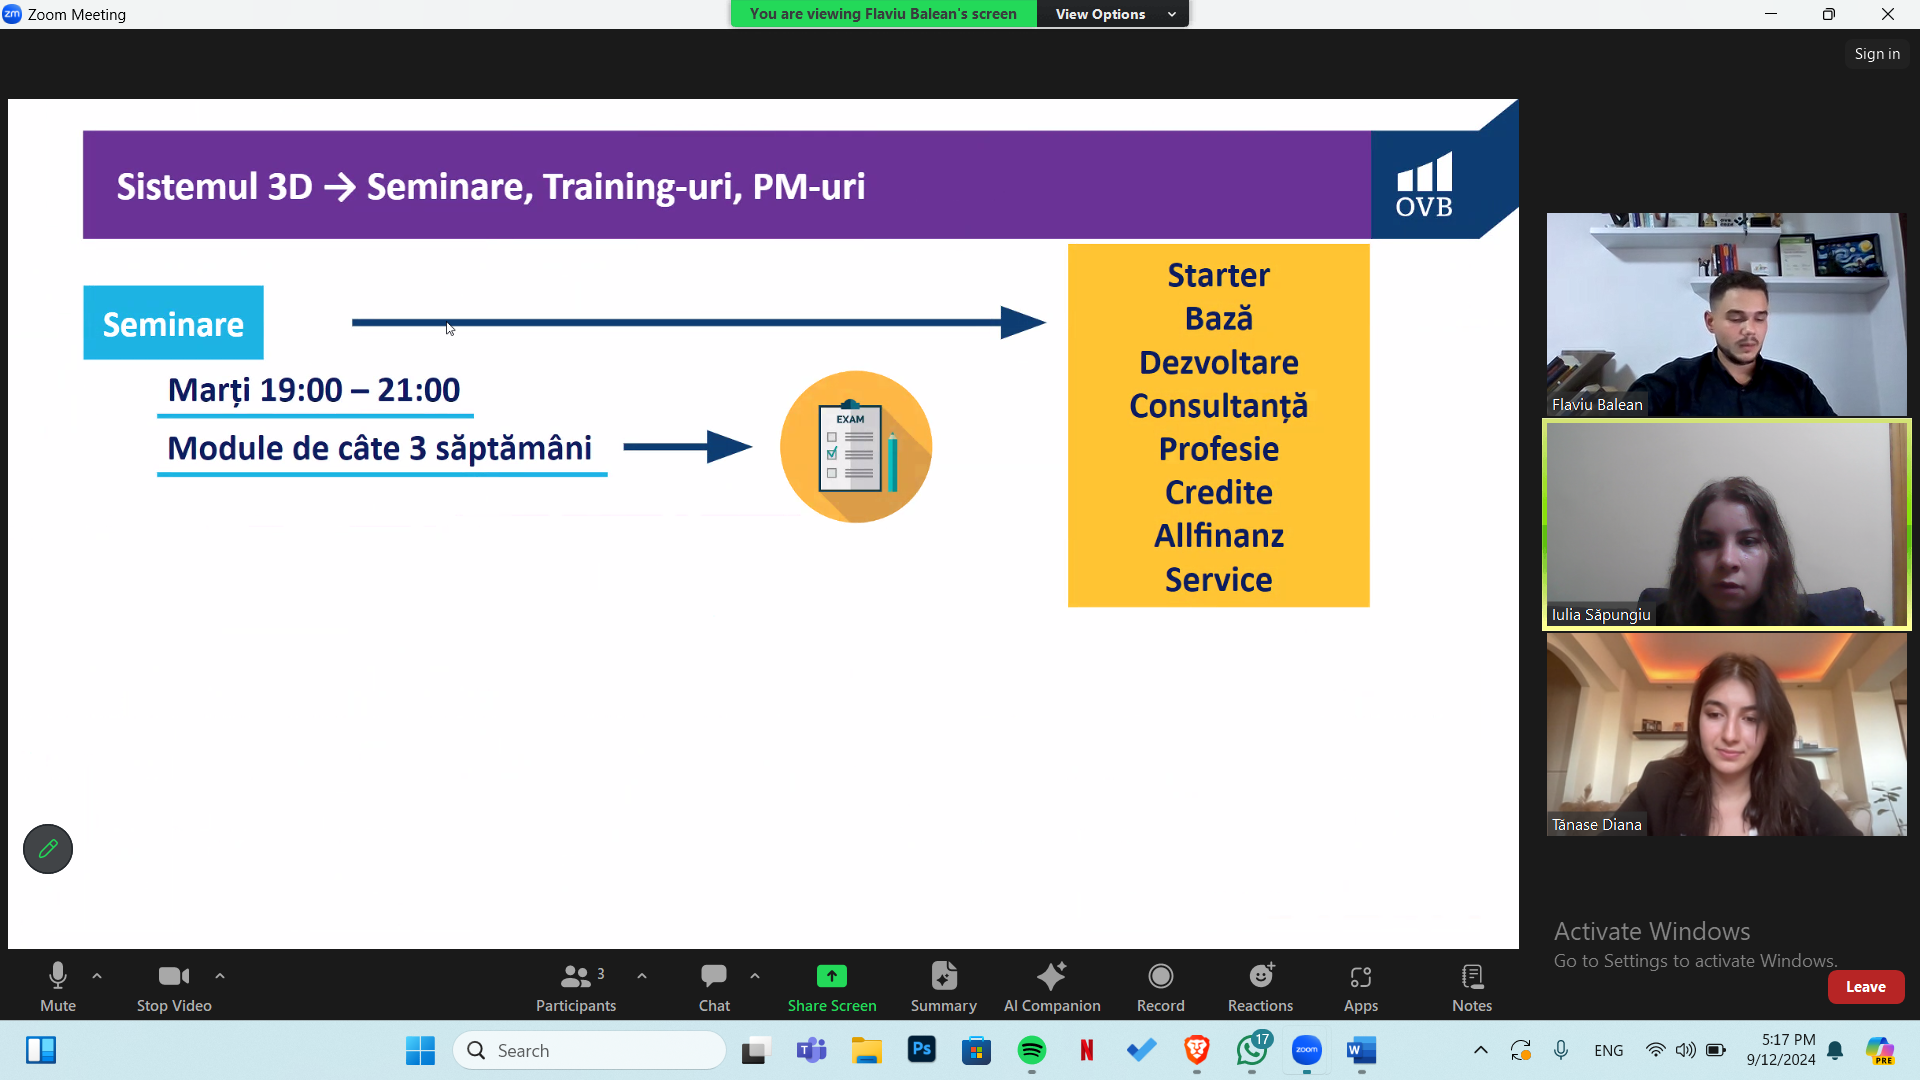 Zoom Meeting
You are viewing Flaviu Balean's screen
View Options
Sign in
Sistemul 3D → Seminare, Training-uri, PM-uri
OVB
Seminare
Marți 19:00 – 21:00
Module de câte 3 săptămâni
EXAM
Starter
Bază
Dezvoltare
Consultanță
Profesie
Credite
Allfinanz
Service
Flaviu Balean
Iulia Săpungiu
Tănase Diana
Activate Windows
Go to Settings to activate Windows.
Mute
Stop Video
Participants
3
Chat
Share Screen
Summary
AI Companion
Record
Reactions
Apps
Notes
Leave
Search
Ps
17
zoom
W
ENG
5:17 PM
9/12/2024
PRE